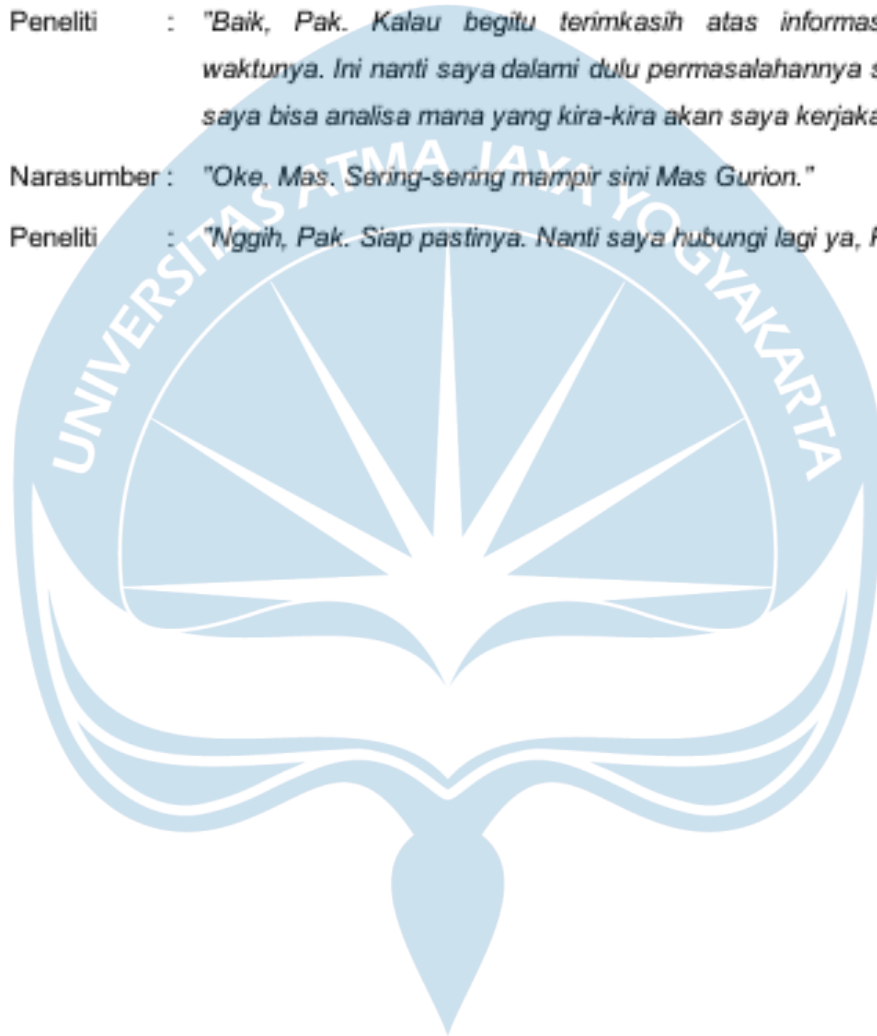 Peneliti : "Baik, Pak. Kalau begitu terimkasih atas informas
waktunya. Ini nanti saya dalami dulu permasalahannya s
saya bisa analisa mana yang kira-kira akan saya kerjaka
Narasumber : "Oke, Mas. Sering-sering mampir sini Mas Gurion."
Peneliti : "Nggih, Pak. Siap pastinya. Nanti saya hubungi lagi ya, P
UNIVERSITAS ATMA JAYA YOGYAKARTA